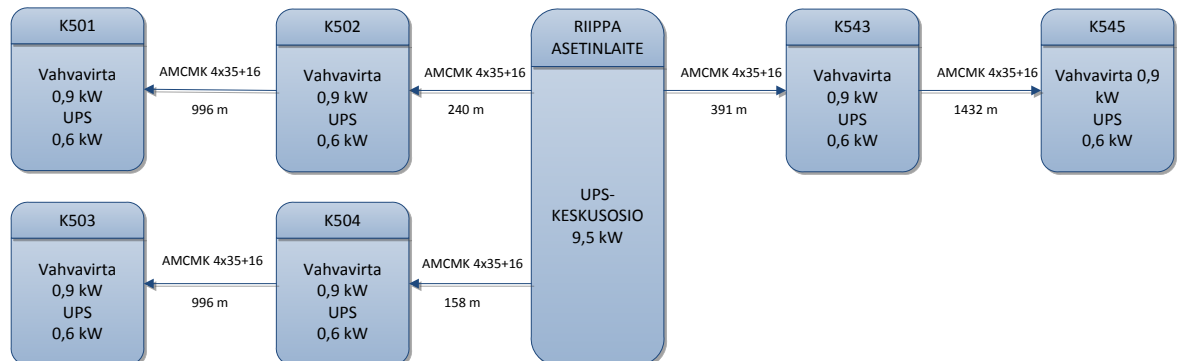 K501
Vahvavirta
0,9 kW
UPS
0,6 kW
AMCMK 4x35+16
996 m
K502
Vahvavirta
0,9 kW
UPS
0,6 kW
AMCMK 4x35+16
240 m
RIIPPA
ASETINLAITE
UPS-
KESKUSOSIO
9,5 kW
AMCMK 4x35+16
391 m
K543
Vahvavirta
0,9 kW
UPS
0,6 kW
AMCMK 4x35+16
1432 m
K545
Vahvavirta 0,9
kW
UPS
0,6 kW
K503
Vahvavirta
0,9 kW
UPS
0,6 kW
AMCMK 4x35+16
996 m
K504
Vahvavirta
0,9 kW
UPS
0,6 kW
AMCMK 4x35+16
158 m